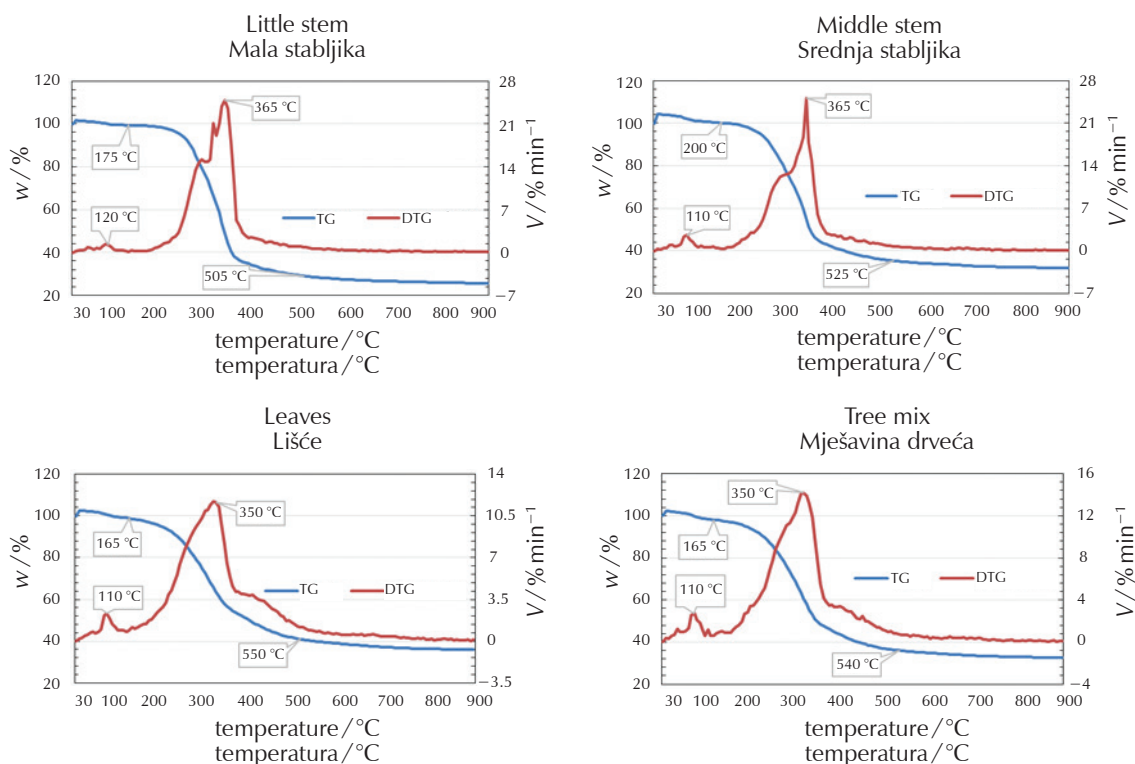 Little stem
Mala stabljika
120
100
80
60
40
20
w / %
28
21
14
7
0
−7
V / % min−1
365 °C
175 °C
120 °C
505 °C
TG
DTG
30 100 200 300 400 500 600 700 800 900
temperature / °C
temperatura / °C
Middle stem
Srednja stabljika
120
100
80
60
40
20
w / %
28
21
14
7
0
−7
V / % min−1
365 °C
200 °C
110 °C
525 °C
TG
DTG
30 100 200 300 400 500 600 700 800 900
temperature / °C
temperatura / °C
Leaves
Lišće
120
100
80
60
40
20
w / %
14
10.5
7
3.5
0
−3.5
V / % min−1
350 °C
165 °C
110 °C
550 °C
TG
DTG
30 100 200 300 400 500 600 700 800 900
temperature / °C
temperatura / °C
Tree mix
Mješavina drveća
120
100
80
60
40
20
w / %
16
12
8
4
0
−4
V / % min−1
350 °C
165 °C
110 °C
540 °C
TG
DTG
30 100 200 300 400 500 600 700 800 900
temperature / °C
temperatura / °C